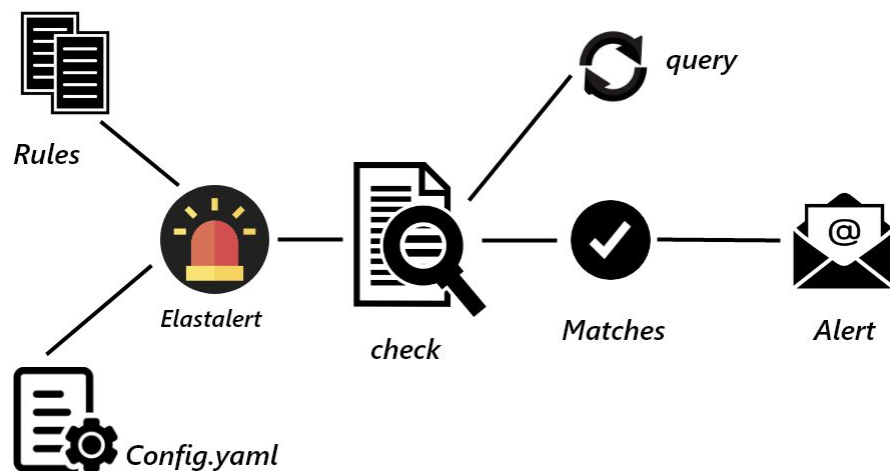 query
Rules
@
Elastalert
check
Matches
Alert
Config.yaml